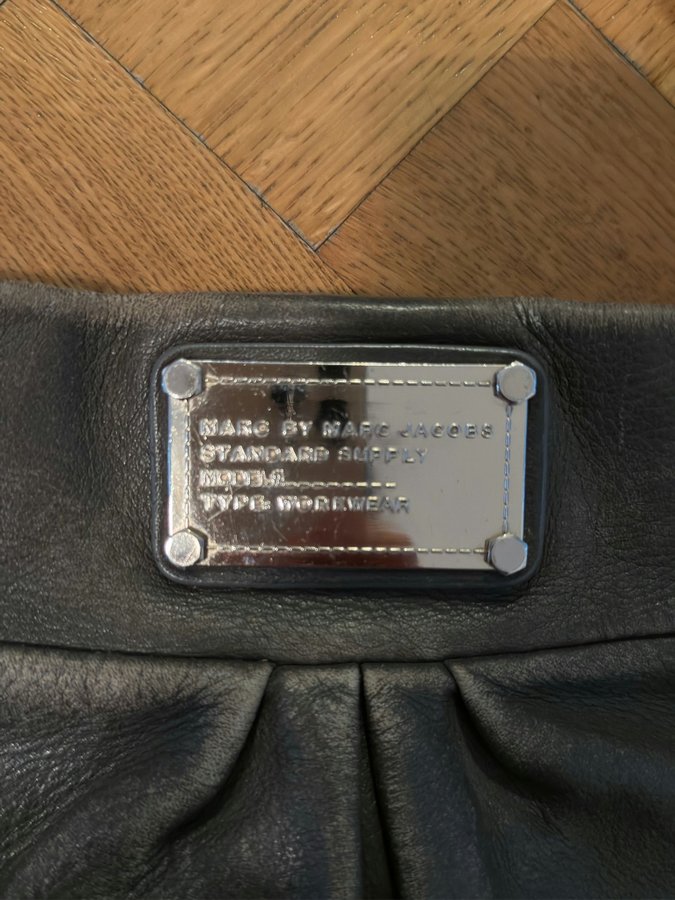 MARC BY MARC JACOBS
STANDARD SUPPLY
MODEL:
TYPE: WORKWEAR